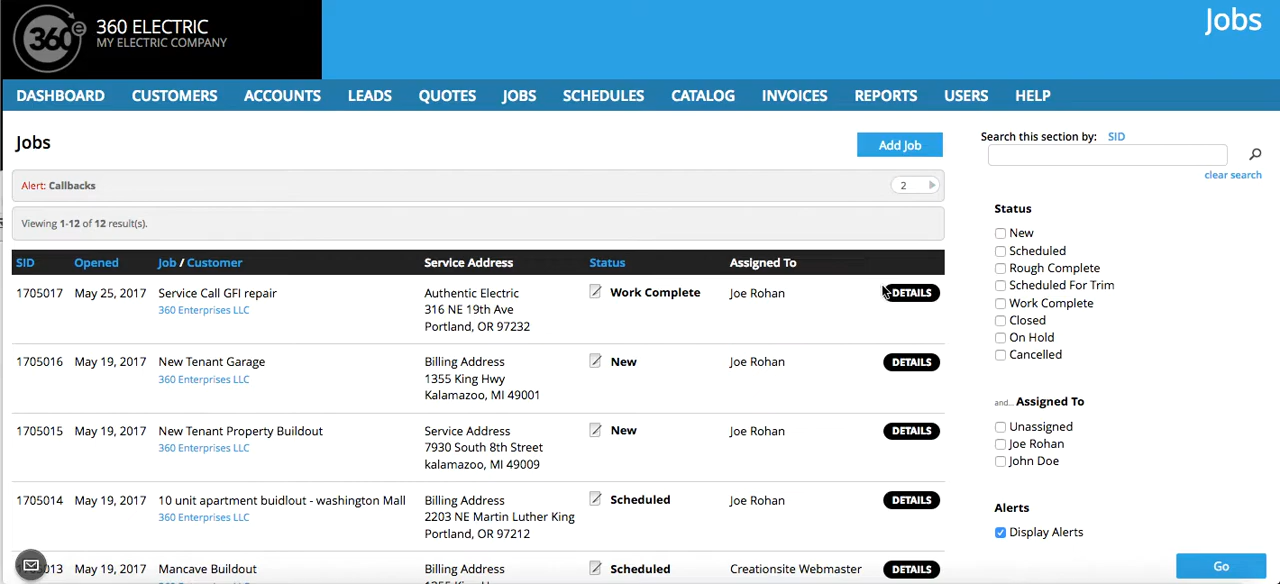 360 e
360 ELECTRIC
MY ELECTRIC COMPANY
Jobs
DASHBOARD CUSTOMERS ACCOUNTS LEADS QUOTES JOBS SCHEDULES CATALOG INVOICES REPORTS USERS HELP
Jobs
Add Job
Alert: Callbacks
2
Viewing 1-12 of 12 result(s).
SID Opened Job / Customer Service Address Status Assigned To
1705017 May 25, 2017 Service Call GFI repair Authentic Electric Work Complete Joe Rohan DETAILS
360 Enterprises LLC 316 NE 19th Ave
Portland, OR 97232
1705016 May 19, 2017 New Tenant Garage Billing Address New Joe Rohan DETAILS
360 Enterprises LLC 1355 King Hwy
Kalamazoo, MI 49001
1705015 May 19, 2017 New Tenant Property Buildout Service Address New Joe Rohan DETAILS
360 Enterprises LLC 7930 South 8th Street
kalamazoo, MI 49009
1705014 May 19, 2017 10 unit apartment buidlout - washington Mall Billing Address Scheduled Joe Rohan DETAILS
360 Enterprises LLC 2203 NE Martin Luther King
Portland, OR 97212
013 May 19, 2017 Mancave Buildout Billing Address Scheduled Creationsite Webmaster DETAILS
Search this section by: SID
clear search
Status
New
Scheduled
Rough Complete
Scheduled For Trim
Work Complete
Closed
On Hold
Cancelled
and... Assigned To
Unassigned
Joe Rohan
John Doe
Alerts
Display Alerts
Go